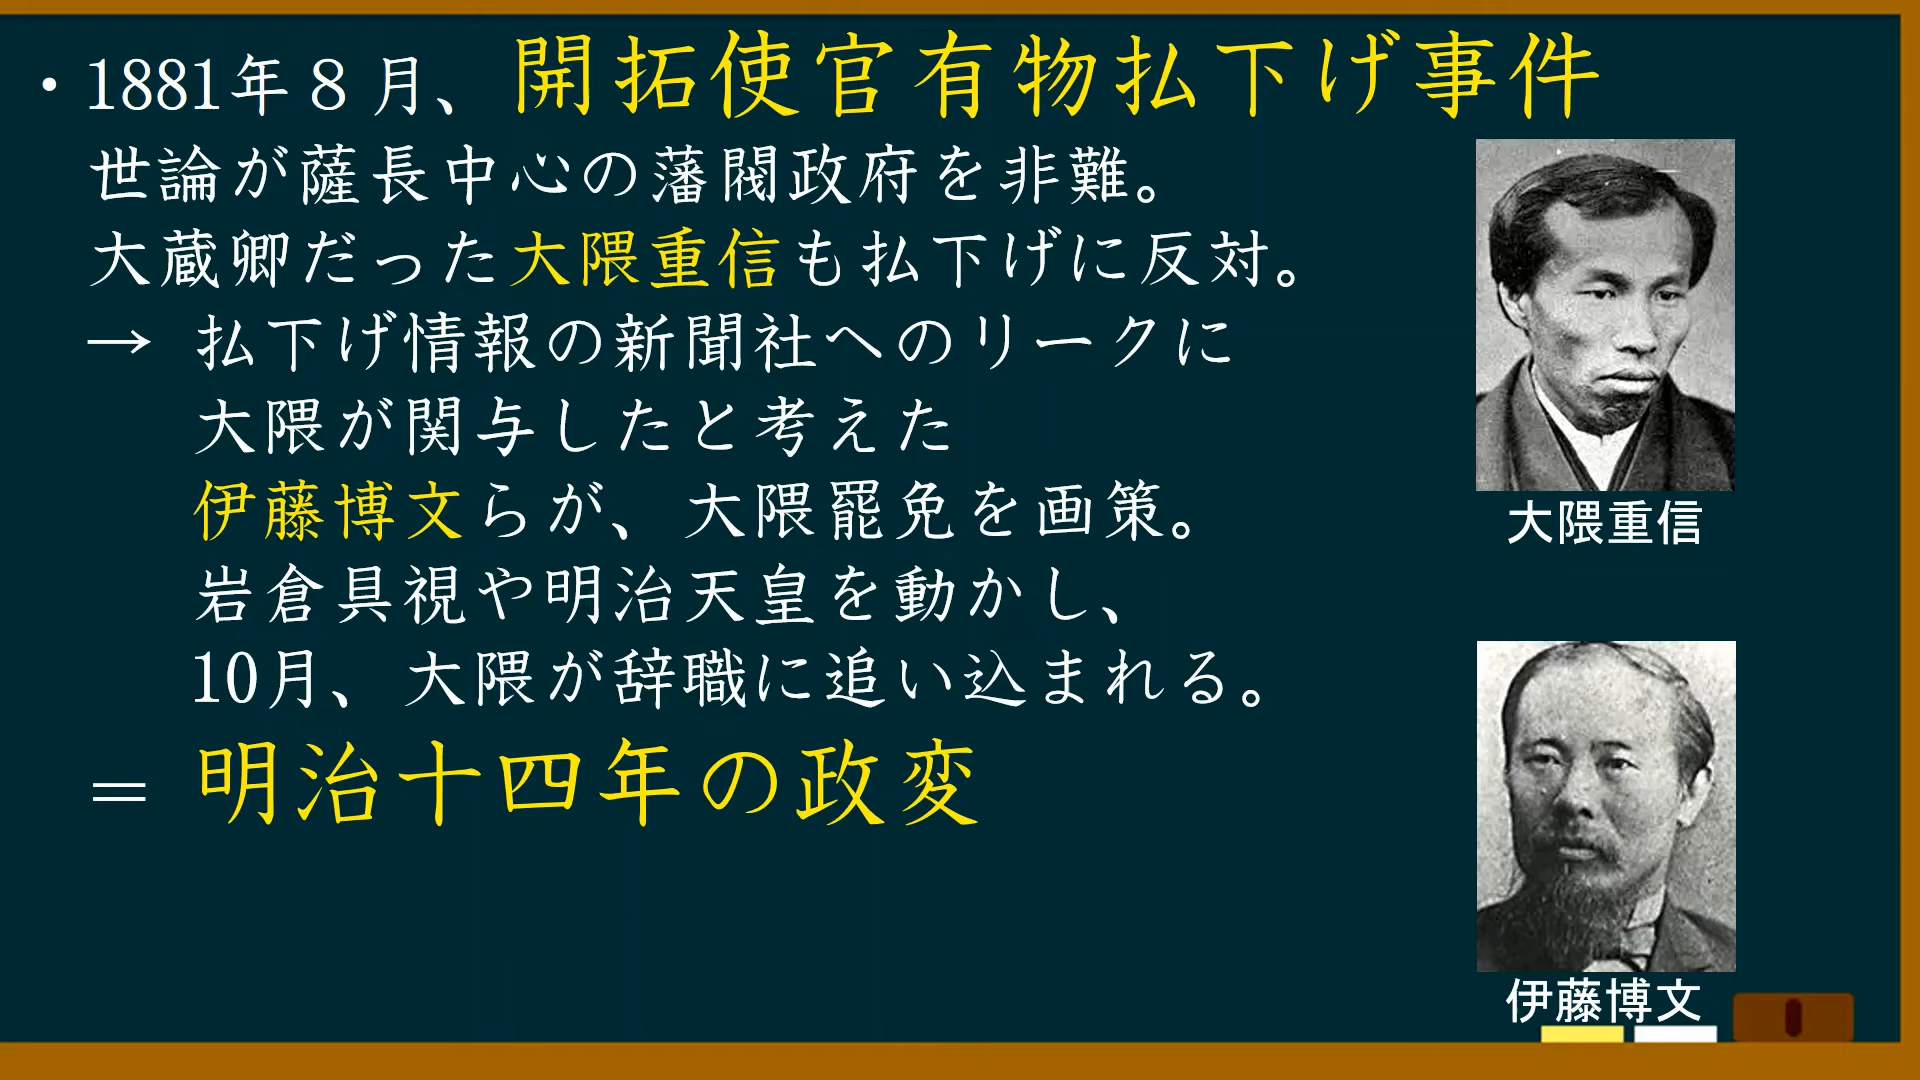 ・1881年８月、開拓使官有物払下げ事件
世論が薩長中心の藩閥政府を非難。
大蔵卿だった大隈重信も払下げに反対。
→ 払下げ情報の新聞社へのリークに
大隈が関与したと考えた
伊藤博文らが、大隈罷免を画策。
岩倉具視や明治天皇を動かし、
10月、大隈が辞職に追い込まれる。
＝ 明治十四年の政変
大隈重信
伊藤博文